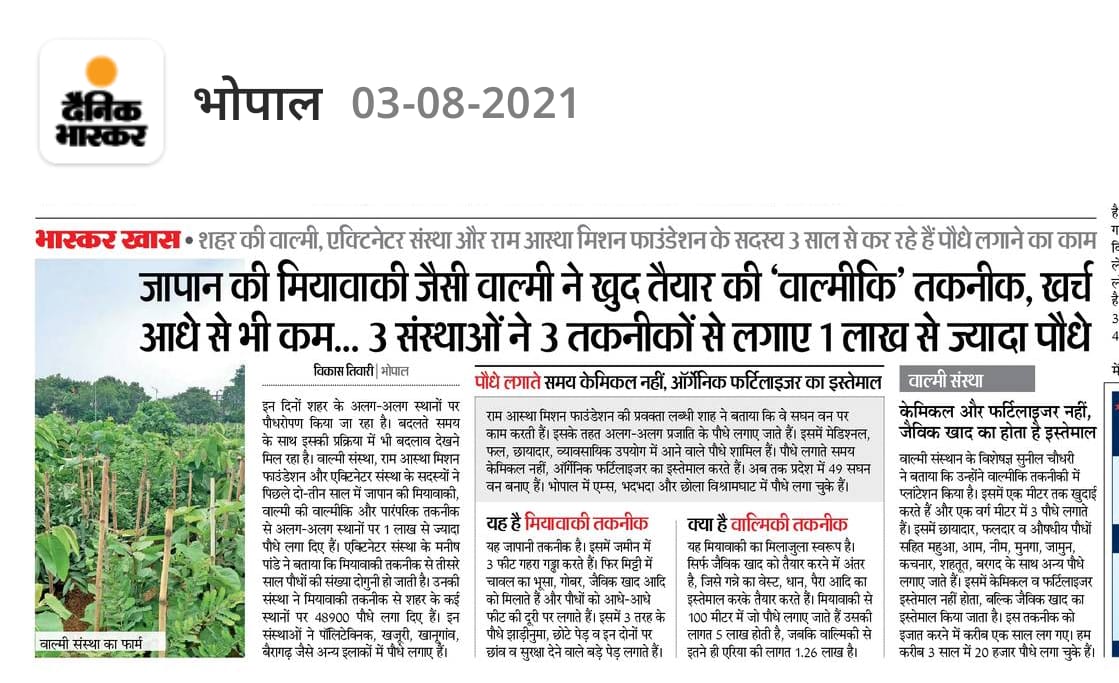 दैनिक
भास्कर
भोपाल 03-08-2021
भास्कर खास • शहर की वाल्मी, एक्टिनेटर संस्था और राम आस्था मिशन फाउंडेशन के सदस्य 3 साल से कर रहे हैं पौधे लगाने का काम
जापान की मियावाकी जैसी वाल्मी ने खुद तैयार की ‘वाल्मीकि’ तकनीक, खर्च
आधे से भी कम... 3 संस्थाओं ने 3 तकनीकों से लगाए 1 लाख से ज्यादा पौधे
विकास तिवारी | भोपाल
इन दिनों शहर के अलग-अलग स्थानों पर
पौधरोपण किया जा रहा है। बदलते समय
के साथ इसकी प्रक्रिया में भी बदलाव देखने
मिल रहा है। वाल्मी संस्था, राम आस्था मिशन
फाउंडेशन और एक्टिनेटर संस्था के सदस्यों ने
पिछले दो-तीन साल में जापान की मियावाकी,
वाल्मी की वाल्मीकि और पारंपरिक तकनीक
से अलग-अलग स्थानों पर 1 लाख से ज्यादा
पौधे लगा दिए हैं। एक्टिनेटर संस्था के मनीष
पांडे ने बताया कि मियावाकी तकनीक से तीसरे
साल पौधों की संख्या दोगुनी हो जाती है। उनकी
संस्था ने मियावाकी तकनीक से शहर के कई
स्थानों पर 48900 पौधे लगा दिए हैं। इन
संस्थाओं ने पॉलिटेक्निक, खजूरी, खानूगांव,
बैरागढ़ जैसे अन्य इलाकों में पौधे लगाए हैं।
वाल्मी संस्था का फार्म
पौधे लगाते समय केमिकल नहीं, ऑर्गेनिक फर्टिलाइजर का इस्तेमाल
राम आस्था मिशन फाउंडेशन की प्रवक्ता लब्धी शाह ने बताया कि वे सघन वन पर
काम करती हैं। इसके तहत अलग-अलग प्रजाति के पौधे लगाए जाते हैं। इसमें मेडिश्नल,
फल, छायादार, व्यावसायिक उपयोग में आने वाले पौधे शामिल हैं। पौधे लगाते समय
केमिकल नहीं, ऑर्गेनिक फर्टिलाइजर का इस्तेमाल करते हैं। अब तक प्रदेश में 49 सघन
वन बनाए हैं। भोपाल में एम्स, भदभदा और छोला विश्रामघाट में पौधे लगा चुके हैं।
यह है मियावाकी तकनीक
यह जापानी तकनीक है। इसमें जमीन में
3 फीट गहरा गड्ढा करते हैं। फिर मिट्टी में
चावल का भूसा, गोबर, जैविक खाद आदि
को मिलाते हैं और पौधों को आधे-आधे
फीट की दूरी पर लगाते हैं। इसमें 3 तरह के
पौधे झाड़ीनुमा, छोटे पेड़ व इन दोनों पर
छांव व सुरक्षा देने वाले बड़े पेड़ लगाते हैं।
क्या है वाल्मिकी तकनीक
यह मियावाकी का मिलाजुला स्वरूप है।
सिर्फ जैविक खाद को तैयार करने में अंतर
है, जिसे गन्ने का वेस्ट, धान, पैरा आदि का
इस्तेमाल करके तैयार करते हैं। मियावाकी से
100 मीटर में जो पौधे लगाए जाते हैं उसकी
लागत 5 लाख होती है, जबकि वाल्मिकी से
इतने ही एरिया की लागत 1.26 लाख है।
वाल्मी संस्था
केमिकल और फर्टिलाइजर नहीं,
जैविक खाद का होता है इस्तेमाल
वाल्मी संस्थान के विशेषज्ञ सुनील चौधरी
ने बताया कि उन्होंने वाल्मीकि तकनीकी में
प्लांटेशन किया है। इसमें एक मीटर तक खुदाई
करते हैं और एक वर्ग मीटर में 3 पौधे लगाते
हैं। इसमें छायादार, फलदार व औषधीय पौधों
सहित महुआ, आम, नीम, मुनगा, जामुन,
कचनार, शहतूत, बरगद के साथ अन्य पौधे
लगाए जाते हैं। इसमें केमिकल व फर्टिलाइजर
इस्तेमाल नहीं होता, बल्कि जैविक खाद का
इस्तेमाल किया जाता है। इस तकनीक को
इजात करने में करीब एक साल लग गए। हम
करीब 3 साल में 20 हजार पौधे लगा चुके हैं।